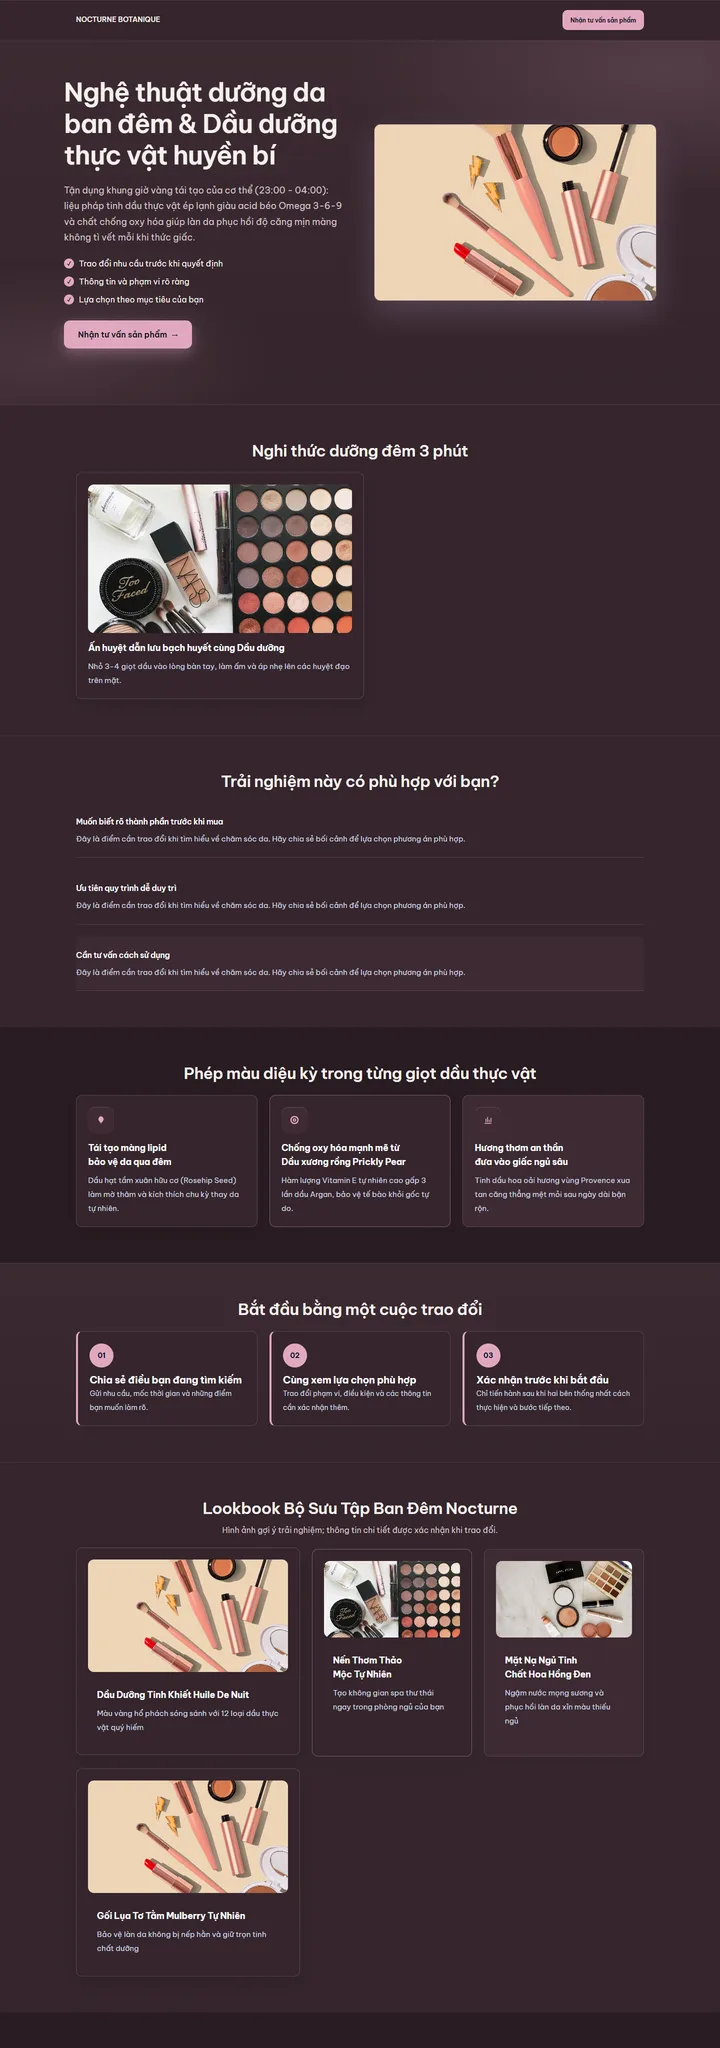 NOCTURNE BOTANIQUE
Nhận tư vấn sản phẩm
Nghệ thuật dưỡng da
ban đêm & Dầu dưỡng
thực vật huyền bí
Tận dụng khung giờ vàng tái tạo của cơ thể (23:00 - 04:00):
liệu pháp tinh dầu thực vật ép lạnh giàu acid béo Omega 3-6-9
và chất chống oxy hóa giúp làn da phục hồi độ căng mịn màng
không tì vết mỗi khi thức giấc.
Trao đổi nhu cầu trước khi quyết định
Thông tin và phạm vi rõ ràng
Lựa chọn theo mục tiêu của bạn
Nhận tư vấn sản phẩm →
Nghi thức dưỡng đêm 3 phút
Too
Faced
NARS
Ấn huyệt dẫn lưu bạch huyết cùng Dầu dưỡng
Nhỏ 3-4 giọt dầu vào lòng bàn tay, làm ấm và áp nhẹ lên các huyệt đạo
trên mặt.
Trải nghiệm này có phù hợp với bạn?
Muốn biết rõ thành phần trước khi mua
Đây là điểm cần trao đổi khi tìm hiểu về chăm sóc da. Hãy chia sẻ bối cảnh để lựa chọn phương án phù hợp.
Ưu tiên quy trình dễ duy trì
Đây là điểm cần trao đổi khi tìm hiểu về chăm sóc da. Hãy chia sẻ bối cảnh để lựa chọn phương án phù hợp.
Cần tư vấn cách sử dụng
Đây là điểm cần trao đổi khi tìm hiểu về chăm sóc da. Hãy chia sẻ bối cảnh để lựa chọn phương án phù hợp.
Phép màu diệu kỳ trong từng giọt dầu thực vật
Tái tạo màng lipid
bảo vệ da qua đêm
Dầu hạt tầm xuân hữu cơ (Rosehip Seed)
làm mờ thâm và kích thích chu kỳ thay da
tự nhiên.
Chống oxy hóa mạnh mẽ từ
Dầu xương rồng Prickly Pear
Hàm lượng Vitamin E tự nhiên cao gấp 3
lần dầu Argan, bảo vệ tế bào khỏi gốc tự
do.
Hương thơm an thần
đưa vào giấc ngủ sâu
Tinh dầu hoa oải hương vùng Provence xua
tan căng thẳng mệt mỏi sau ngày dài bận
rộn.
Bắt đầu bằng một cuộc trao đổi
01
Chia sẻ điều bạn đang tìm kiếm
Gửi nhu cầu, mốc thời gian và những điểm
bạn muốn làm rõ.
02
Cùng xem lựa chọn phù hợp
Trao đổi phạm vi, điều kiện và các thông tin
cần xác nhận thêm.
03
Xác nhận trước khi bắt đầu
Chỉ tiến hành sau khi hai bên thống nhất cách
thực hiện và bước tiếp theo.
Lookbook Bộ Sưu Tập Ban Đêm Nocturne
Hình ảnh gợi ý trải nghiệm; thông tin chi tiết được xác nhận khi trao đổi.
Dầu Dưỡng Tinh Khiết Huile De Nuit
Màu vàng hổ phách sóng sánh với 12 loại dầu thực
vật quý hiếm
Too
Faced
NARS
Nến Thơm Thảo
Mộc Tự Nhiên
Tạo không gian spa thư thái
ngay trong phòng ngủ của bạn
Mặt Nạ Ngủ Tinh
Chất Hoa Hồng Đen
Ngậm nước mọng sương và
phục hồi làn da xỉn màu thiếu
ngủ
Gối Lụa Tơ Tằm Mulberry Tự Nhiên
Bảo vệ làn da không bị nếp hằn và giữ trọn tinh
chất dưỡng